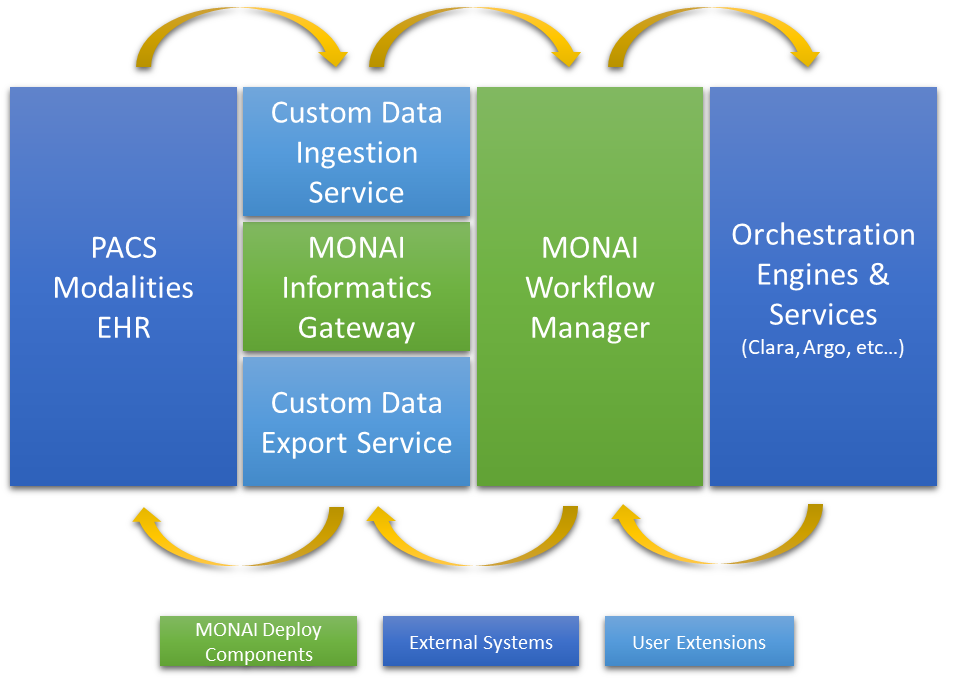 PACS
Modalities
EHR
Custom Data
Ingestion
Service
MONAI
Informatics
Gateway
Custom Data
Export Service
MONAI
Workflow
Manager
Orchestration
Engines &
Services
(Clara, Argo, etc...)
MONAI Deploy
Components
External Systems
User Extensions